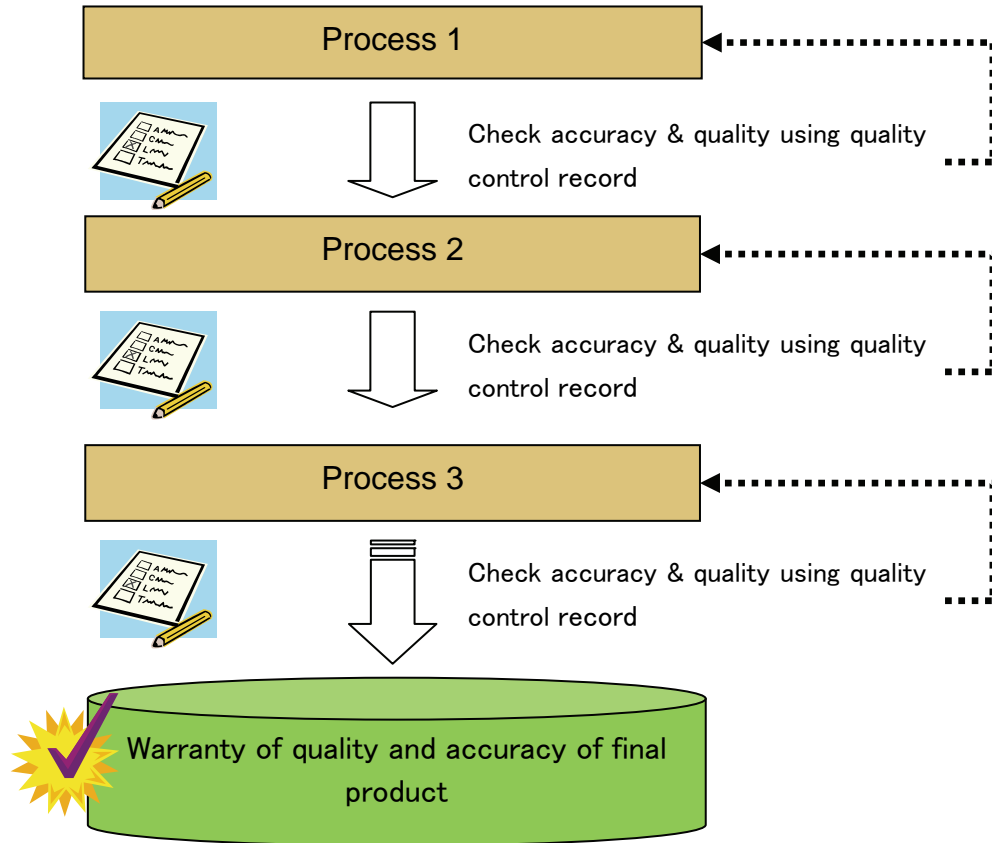 Process 1
Check accuracy & quality using quality
control record
Process 2
Check accuracy & quality using quality
control record
Process 3
Check accuracy & quality using quality
control record
Warranty of quality and accuracy of final
product